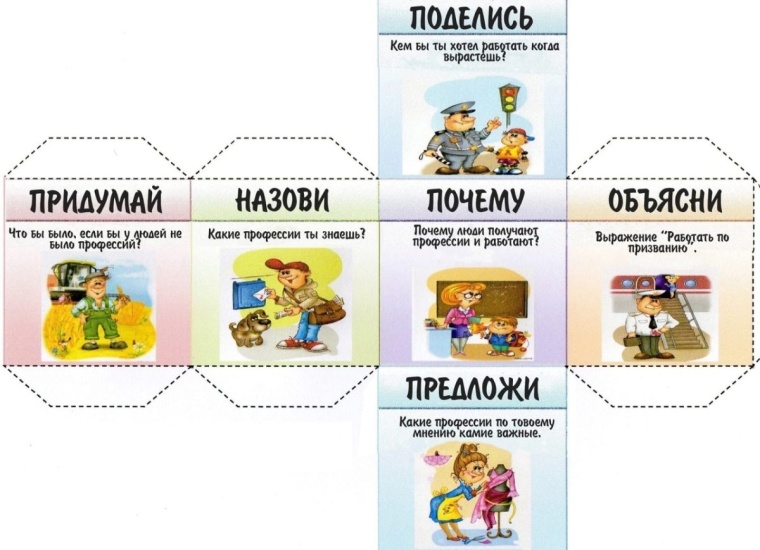 ПОДЕЛИСЬ
Кем бы ты хотел работать когда
вырастешь?
ПРИДУМАЙ
Что бы было, если бы у людей не
было профессий?
НАЗОВИ
Какие профессии ты знаешь?
ПОЧЕМУ
Почему люди получают
профессии и работают?
ОБЪЯСНИ
Выражение "Работать по
призванию".
ПРЕДЛОЖИ
Какие профессии по товоему
мнению камие важные.